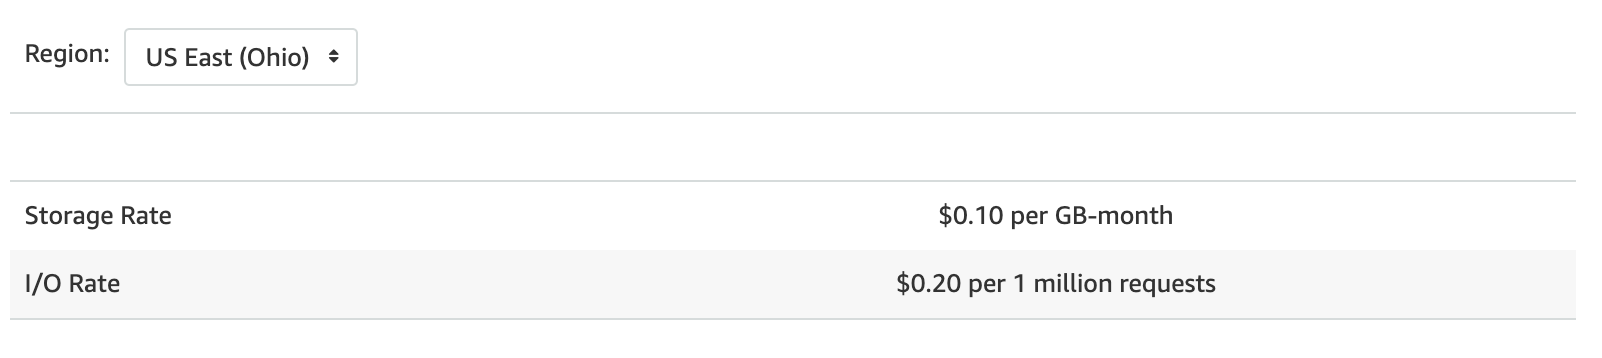 Region: US East (Ohio)
Storage Rate $0.10 per GB-month
I/O Rate $0.20 per 1 million requests